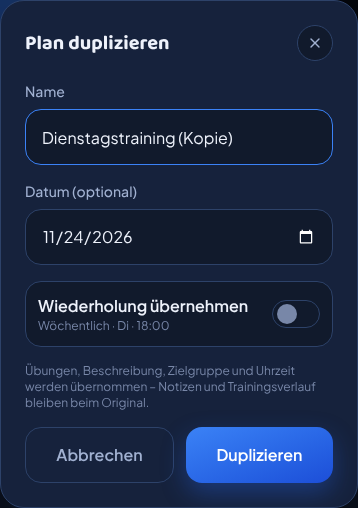 Plan duplizieren
Name
Dienstagstraining (Kopie)
Datum (optional)
11/24/2026
Wiederholung übernehmen
Wöchentlich · Di · 18:00
Übungen, Beschreibung, Zielgruppe und Uhrzeit
werden übernommen – Notizen und Trainingsverlauf
bleiben beim Original.
Abbrechen
Duplizieren